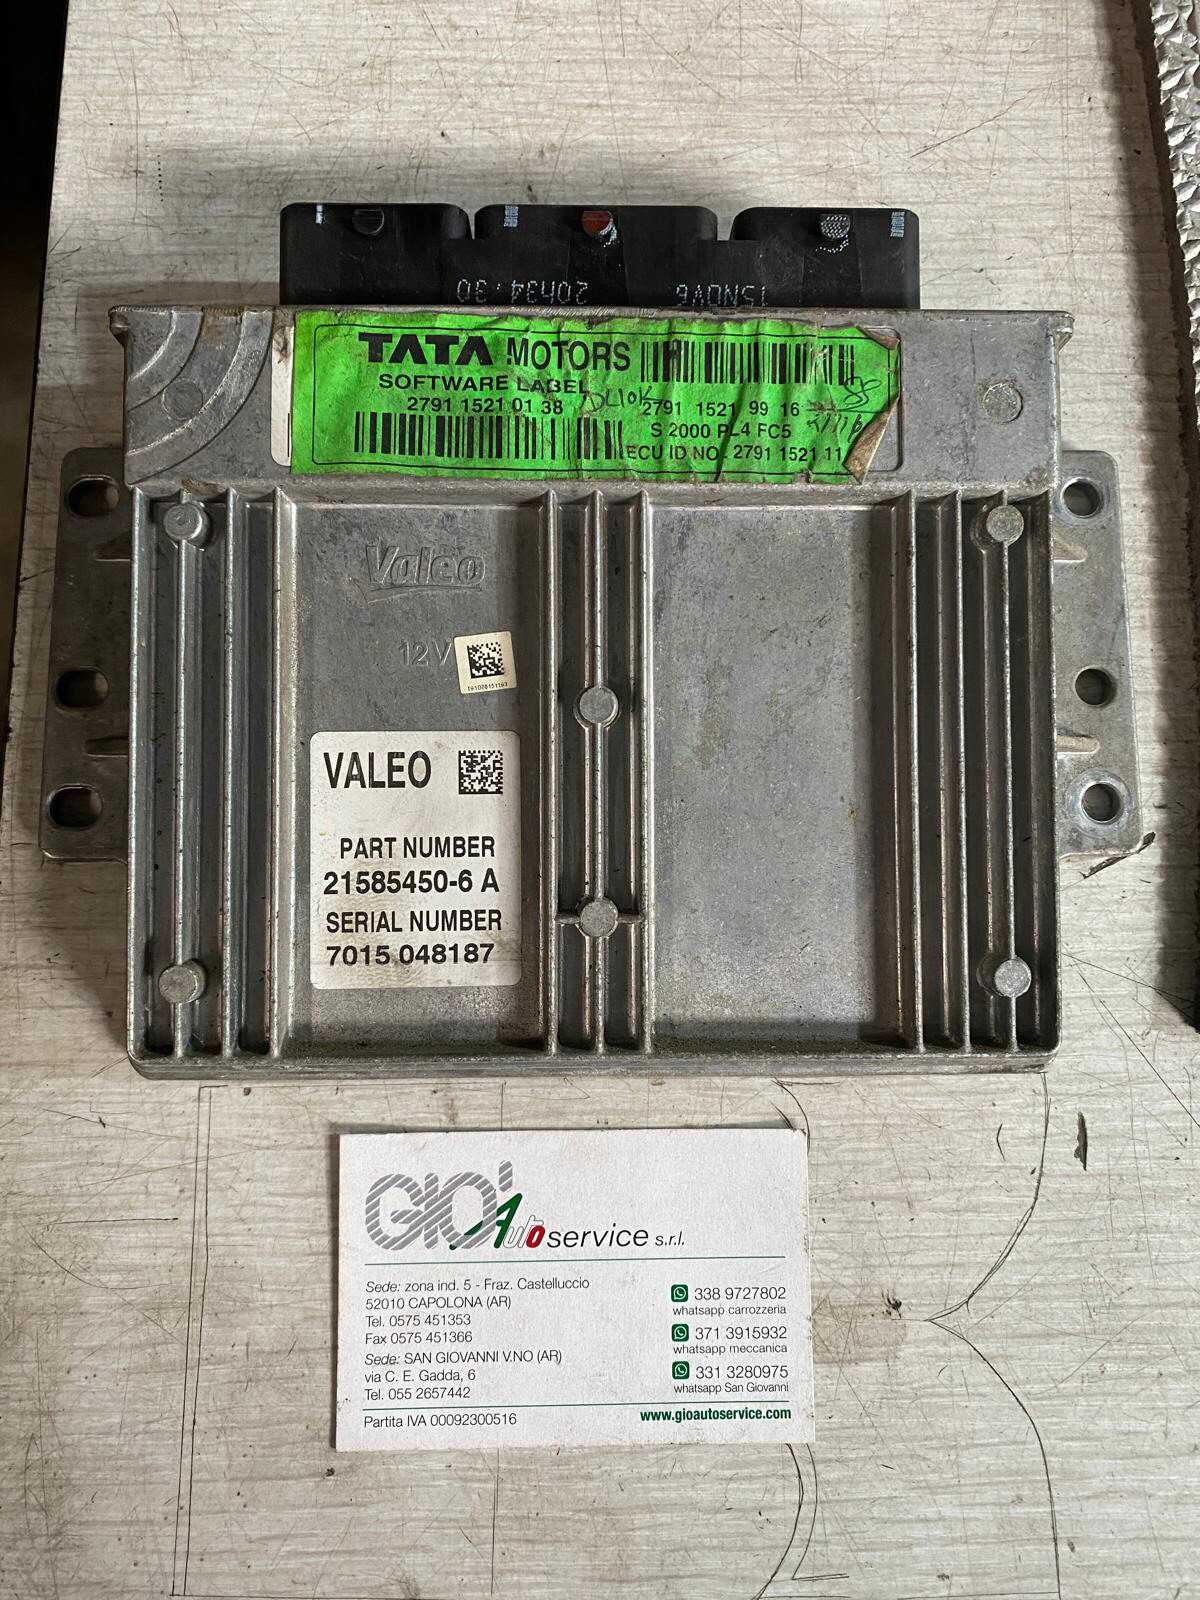 20h34:30
15NOV6
TATA MOTORS
SOFTWARE LABEL
2791 1521 01 38
2791 1521 99 16
S 2000 PL4 FC5
ECU ID NO. 2791 1521 11
Valeo
12V
VALEO
PART NUMBER
21585450-6 A
SERIAL NUMBER
7015 048187
GIO' Autoservice s.r.l.
Sede: zona ind. 5 - Fraz. Castelluccio
52010 CAPOLONA (AR)
Tel. 0575 451353
Fax 0575 451366
Sede: SAN GIOVANNI V.NO (AR)
via C. E. Gadda, 6
Tel. 055 2657442
Partita IVA 00092300516
338 9727802
whatsapp carrozzeria
371 3915932
whatsapp meccanica
331 3280975
whatsapp San Giovanni
www.gioautoservice.com